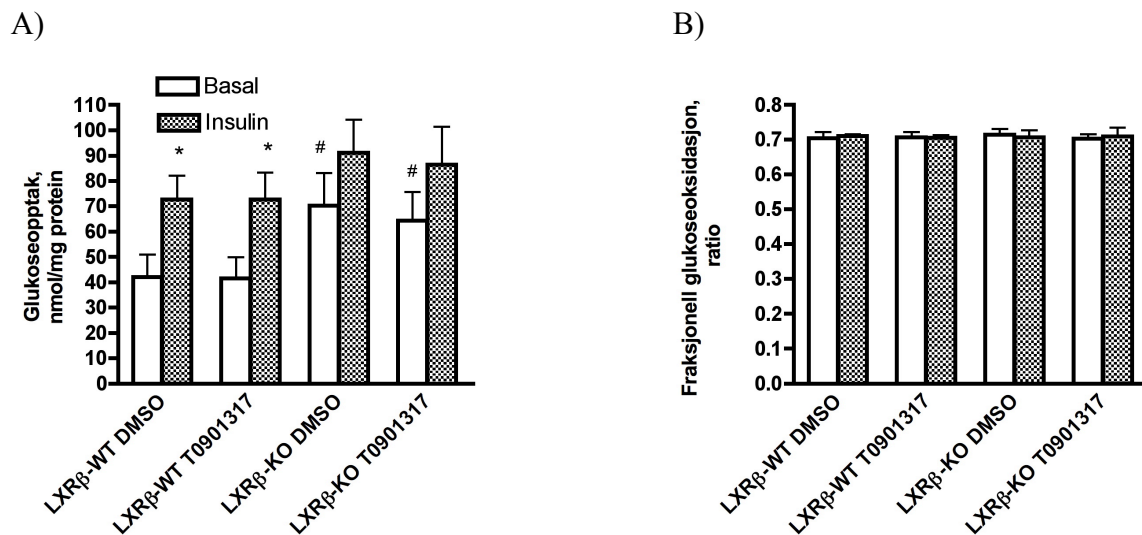 A)
Basal
Insulin
Glukoseopptak,
nmol/mg protein
110
100
90
80
70
60
50
40
30
20
10
0
*
*
#
#
LXRβ-WT DMSO
LXRβ-WT T0901317
LXRβ-KO DMSO
LXRβ-KO T0901317
B)
Fraksjonell glukoseoksidasjon,
ratio
0.8
0.7
0.6
0.5
0.4
0.3
0.2
0.1
0.0
LXRβ-WT DMSO
LXRβ-WT T0901317
LXRβ-KO DMSO
LXRβ-KO T0901317